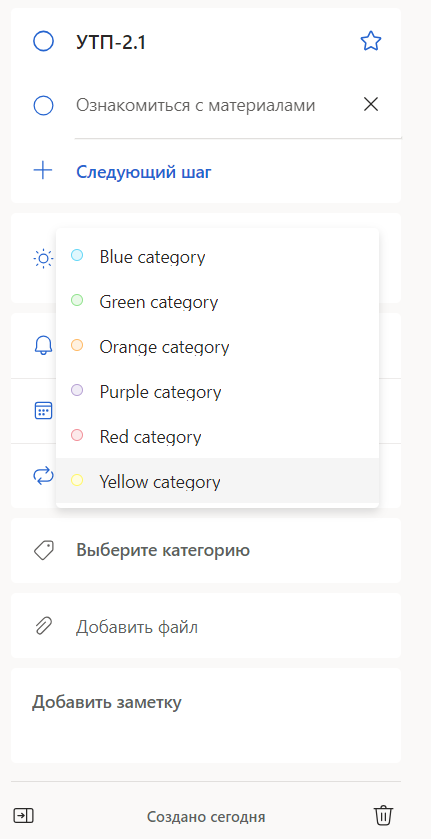 УТП-2.1
Ознакомиться с материалами
Следующий шаг
Blue category
Green category
Orange category
Purple category
Red category
Yellow category
Выберите категорию
Добавить файл
Добавить заметку
Создано сегодня